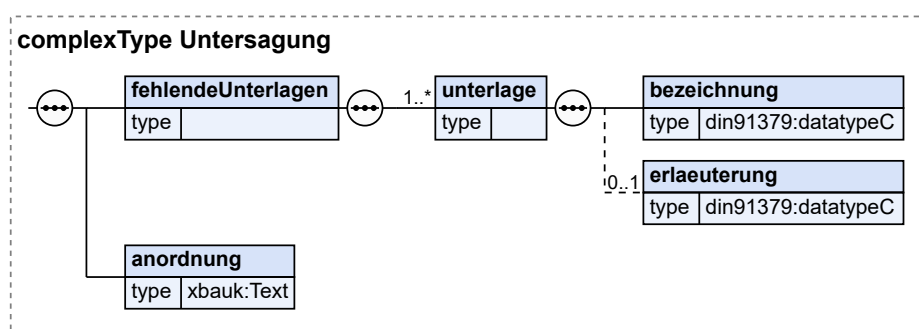 complexType Untersagung
fehlendeUnterlagen
type
1..*
unterlage
type
bezeichnung
type din91379:datatypeC
0..1
erlaeuterung
type din91379:datatypeC
anordnung
type xbauk:Text